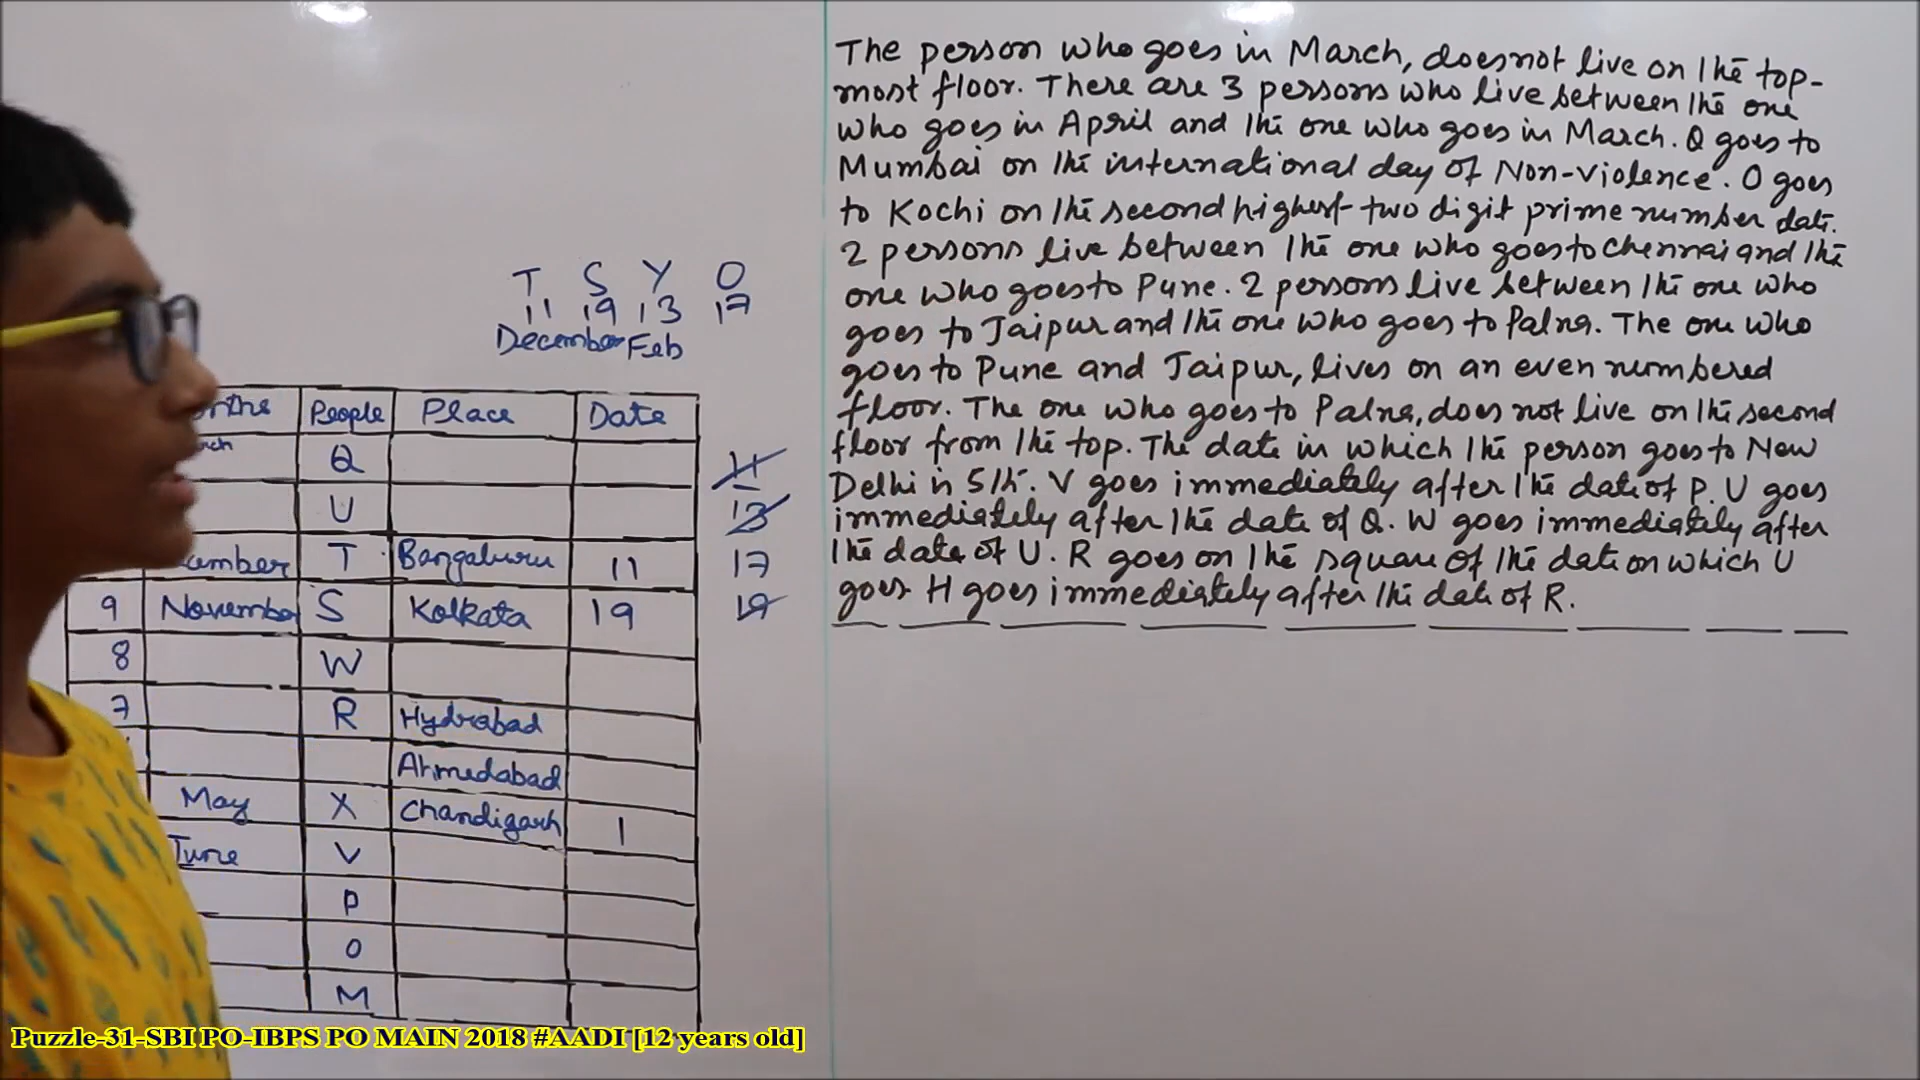 The person who goes in March, does not live on the top-
most floor. There are 3 persons who live between the one
who goes in April and the one who goes in March. Q goes to
Mumbai on the international day of Non-violence. O goes
to Kochi on the second highest two digit prime number date.
2 persons live between the one who goes to chennai and the
one who goes to Pune. 2 persons live between the one who
goes to Jaipur and the one who goes to Patna. The one who
goes to Pune and Jaipur, lives on an even numbered
floor. The one who goes to Patna, does not live on the second
floor from the top. The date in which the person goes to New
Delhi is 5th. V goes immediately after the date of P. U goes
immediately after the date of Q. W goes immediately after
the date of U. R goes on the square of the date on which U
goes H goes immediately after the date of R.
T S Y O
11 19 13 17
December Feb
People Place Date
Q
U
T Bangaluru 11
9 November S Kolkata 19
8 W
7 R Hydrabad
Ahmedabad
May X Chandigarh 1
June V
P
O
M
11
13
17
19
Puzzle-31-SBI PO-IBPS PO MAIN 2018 #AADI [12 years old]